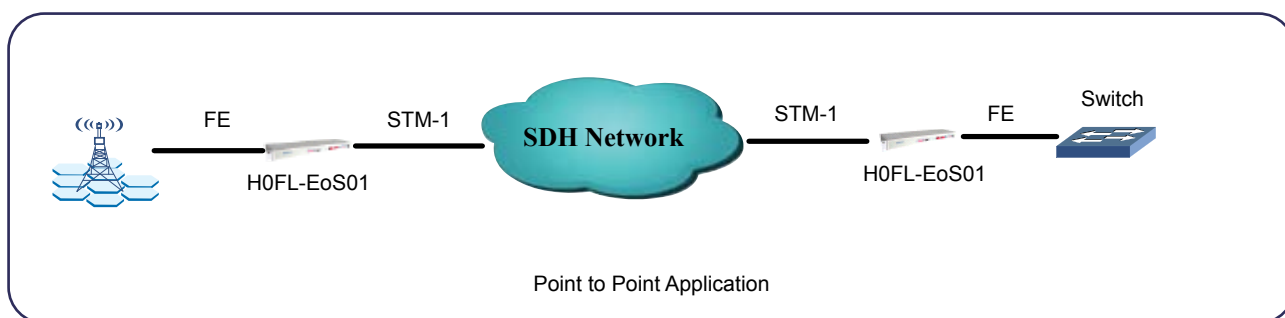 FE
STM-1
SDH Network
STM-1
FE
Switch
H0FL-EoS01
H0FL-EoS01
Point to Point Application